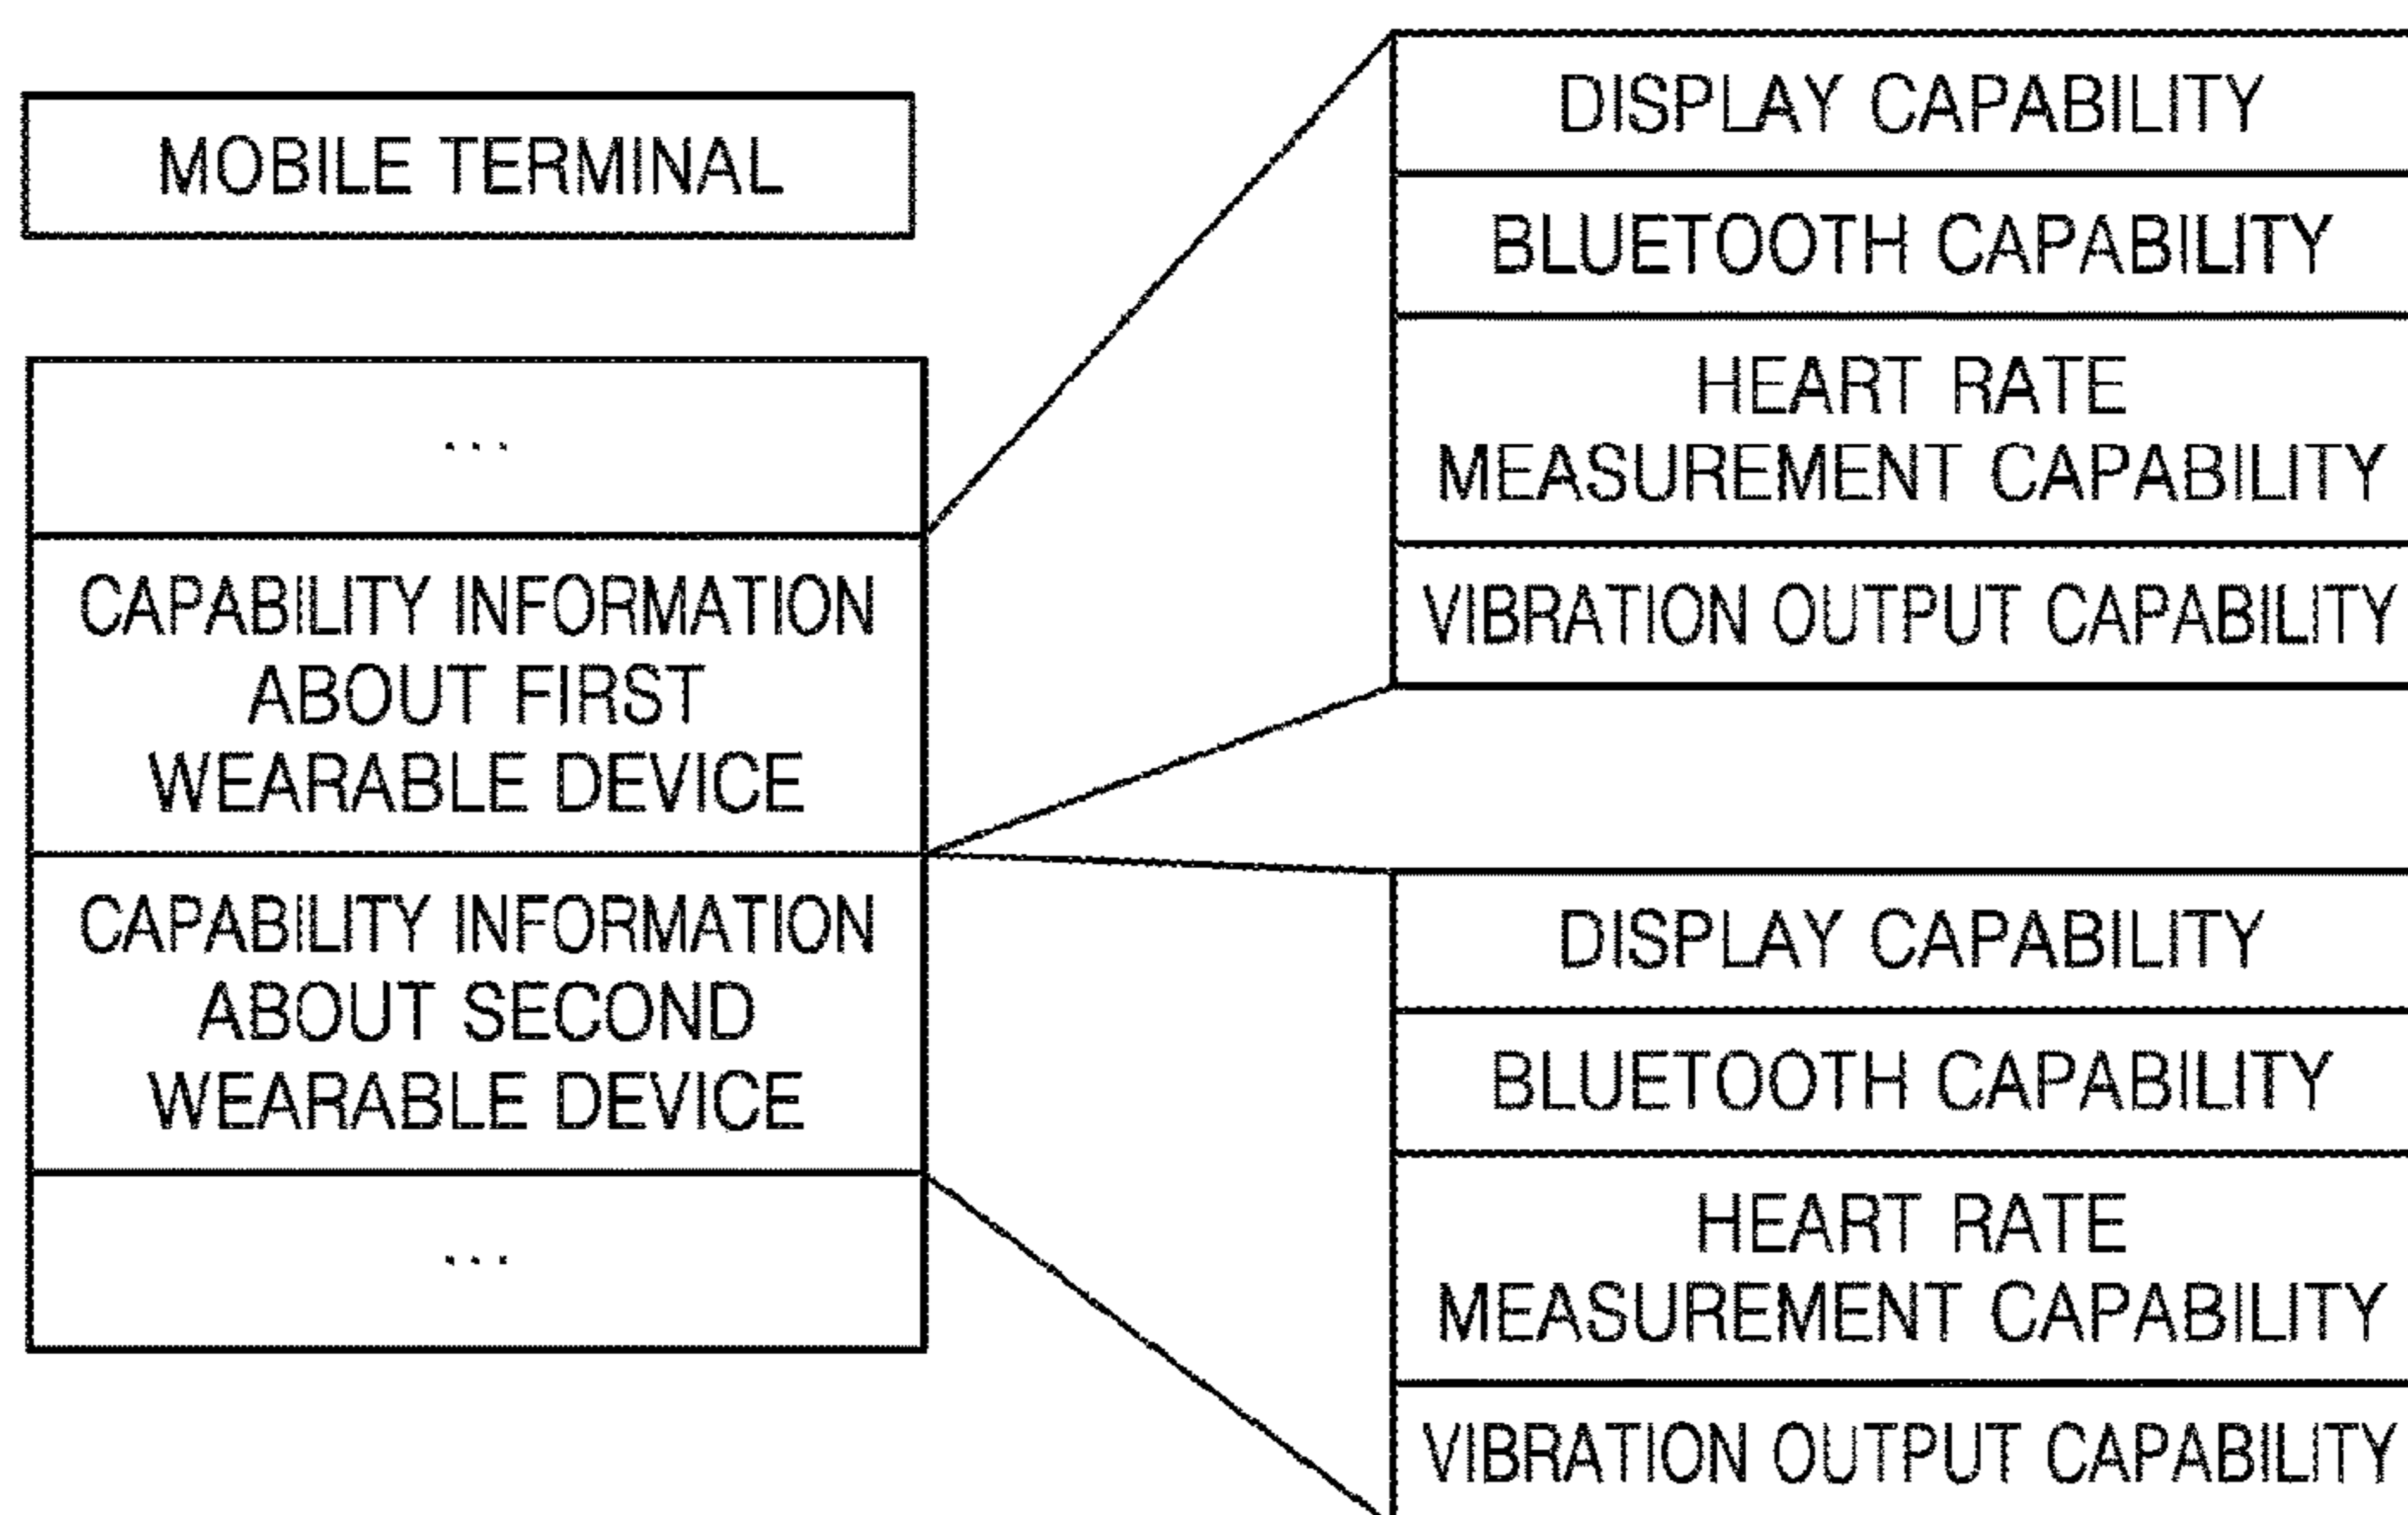 MOBILE TERMINAL
...
CAPABILITY INFORMATION
ABOUT FIRST
WEARABLE DEVICE
CAPABILITY INFORMATION
ABOUT SECOND
WEARABLE DEVICE
...
DISPLAY CAPABILITY
BLUETOOTH CAPABILITY
HEART RATE
MEASUREMENT CAPABILITY
VIBRATION OUTPUT CAPABILITY
DISPLAY CAPABILITY
BLUETOOTH CAPABILITY
HEART RATE
MEASUREMENT CAPABILITY
VIBRATION OUTPUT CAPABILITY